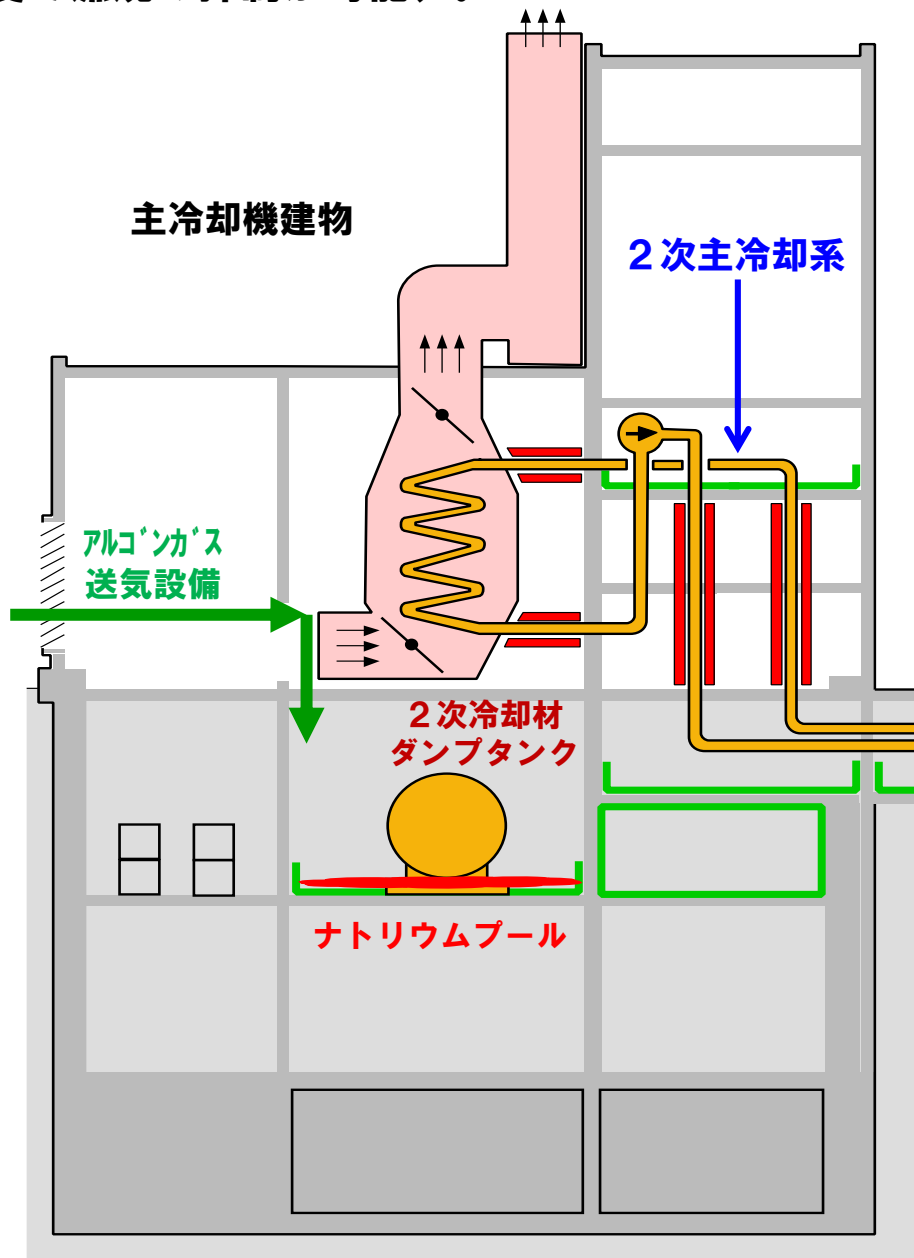 主冷却機建物
２次主冷却系
アルゴンガス
送気設備
２次冷却材
ダンプタンク
ナトリウムプール